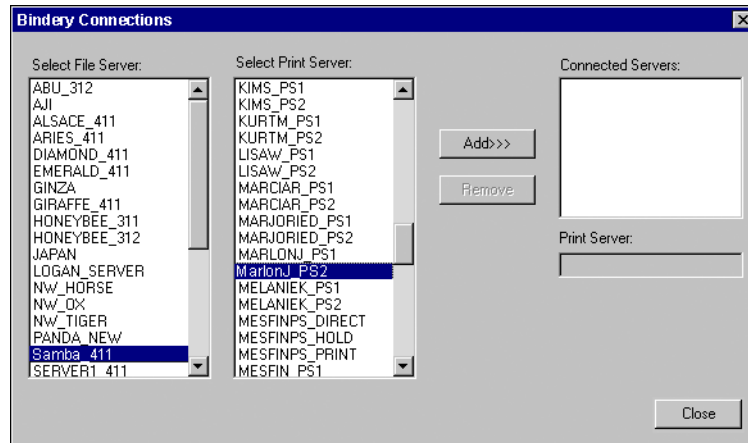 Bindery Connections
Select File Server:
ABU_312
AJI
ALSACE_411
ARIES_411
DIAMOND_411
EMERALD_411
GINZA
GIRAFFE_411
HONEYBEE_311
HONEYBEE_312
JAPAN
LOGAN_SERVER
NW_HORSE
NW_OX
NW_TIGER
PANDA_NEW
Samba_411
SERVER1_411
Select Print Server:
KIMS_PS1
KIMS_PS2
KURTM_PS1
KURTM_PS2
LISAW_PS1
LISAW_PS2
MARCIAR_PS1
MARCIAR_PS2
MARJORIED_PS1
MARJORIED_PS2
MARLONJ_PS1
MarlonJ_PS2
MELANIEK_PS1
MELANIEK_PS2
MESFINPS_DIRECT
MESFINPS_HOLD
MESFINPS_PRINT
MESFIN_PS1
Add>>>
Remove
Connected Servers:
Print Server:
Close